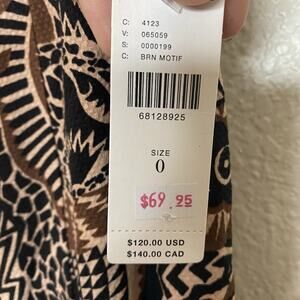 C: 4123
V: 065059
S: 0000199
C: BRN MOTIF
68128925
SIZE
0
$69.95
$120.00 USD
$140.00 CAD